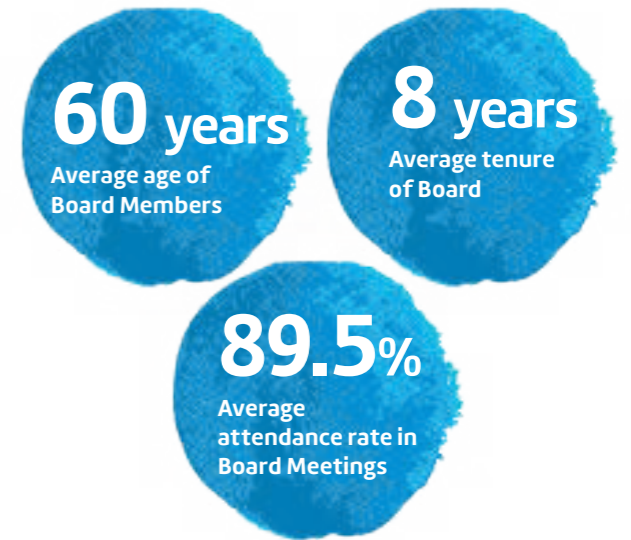 60 years
Average age of
Board Members
8 years
Average tenure
of Board
89.5%
Average
attendance rate in
Board Meetings